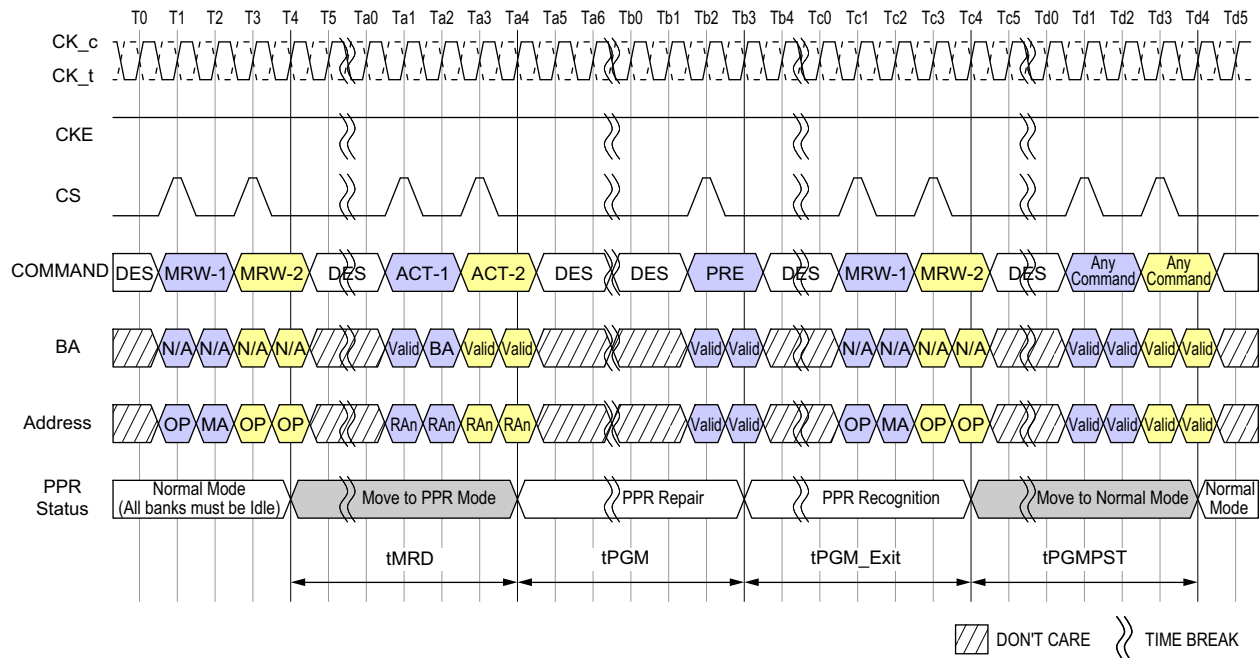 T0 T1 T2 T3 T4 T5 Ta0 Ta1 Ta2 Ta3 Ta4 Ta5 Ta6 Tb0 Tb1 Tb2 Tb3 Tb4 Tc0 Tc1 Tc2 Tc3 Tc4 Tc5 Td0 Td1 Td2 Td3 Td4 Td5
CK_c
CK_t
CKE
CS
COMMAND DES MRW-1 MRW-2 DES ACT-1 ACT-2 DES DES PRE DES MRW-1 MRW-2 DES Any Command Any Command
BA N/A N/A N/A N/A Valid BA Valid Valid Valid Valid N/A N/A N/A N/A Valid Valid Valid Valid
Address OP MA OP OP RAn RAn RAn RAn Valid Valid OP MA OP OP Valid Valid Valid Valid
PPR Status
Normal Mode
(All banks must be Idle)
Move to PPR Mode
PPR Repair
PPR Recognition
Move to Normal Mode
Normal
Mode
tMRD tPGM tPGM_Exit tPGMPST
DON'T CARE TIME BREAK